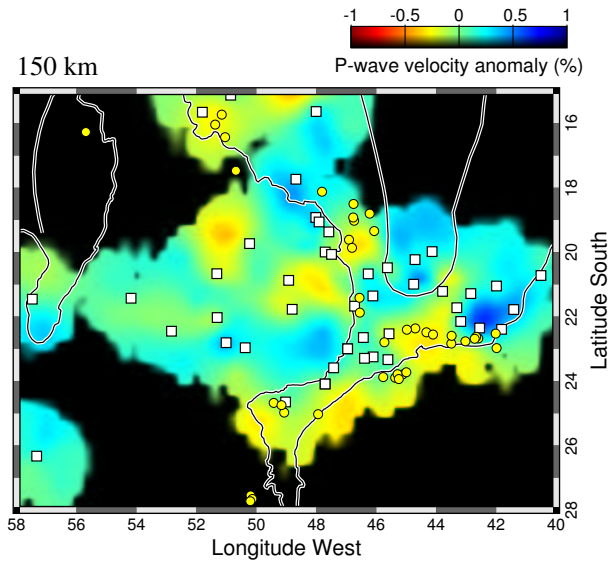 -1 -0.5 0 0.5 1
P-wave velocity anomaly (%)
150 km
16
18
20
22
24
26
28
Latitude South
58 56 54 52 50 48 46 44 42 40
Longitude West